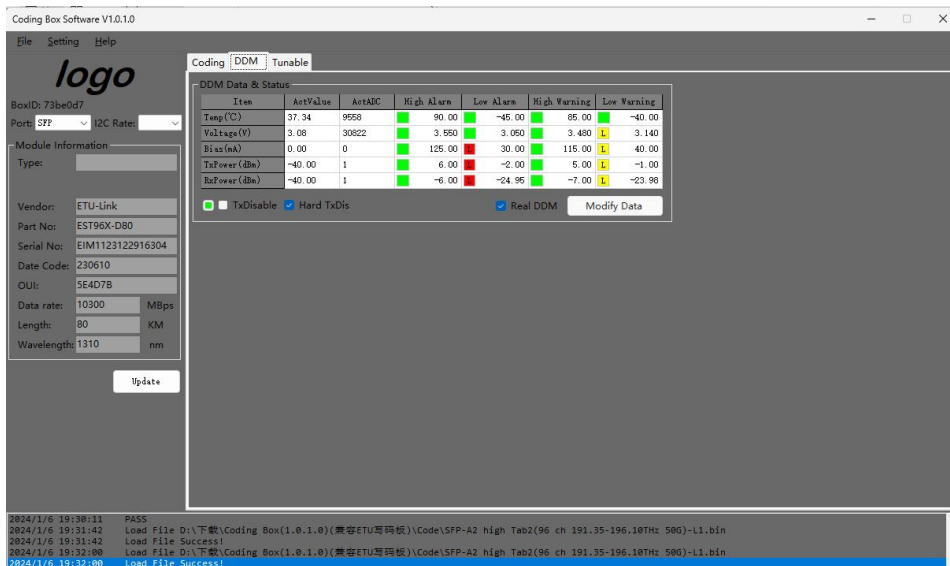 Coding Box Software V1.0.1.0
File Setting Help
logo
BoxID: 73be0d7
Port: SFP I2C Rate:
Module Information
Type:
Vendor: ETU-Link
Part No: EST96X-D80
Serial No: EIM1123122916304
Date Code: 230610
OUI: 5E4D7B
Data rate: 10300 MBps
Length: 80 KM
Wavelength: 1310 nm
Update
Coding DDM Tunable
DDM Data & Status
Item ActValue ActADC High Alarm Low Alarm High Warning Low Warning
Temp(℃) 37.34 9558 90.00 -45.00 85.00 -40.00
Voltage(V) 3.08 30822 3.550 3.050 3.480 L 3.140
Bias(mA) 0.00 0 125.00 L 30.00 115.00 L 40.00
TxPower(dBm) -40.00 1 6.00 L -2.00 5.00 L -1.00
RxPower(dBm) -40.00 1 -6.00 L -24.95 -7.00 L -23.98
TxDisable Hard TxDis Real DDM Modify Data
2024/1/6 19:30:11 PASS
2024/1/6 19:31:42 Load File D:\下载\Coding Box(1.0.1.0)(兼容ETU写码板)\Code\SFP-A2 high Tab2(96 ch 191.35-196.10THz 50G)-L1.bin
2024/1/6 19:31:42 Load File Success!
2024/1/6 19:32:00 Load File D:\下载\Coding Box(1.0.1.0)(兼容ETU写码板)\Code\SFP-A2 high Tab2(96 ch 191.35-196.10THz 50G)-L1.bin
2024/1/6 19:32:00 Load File Success!